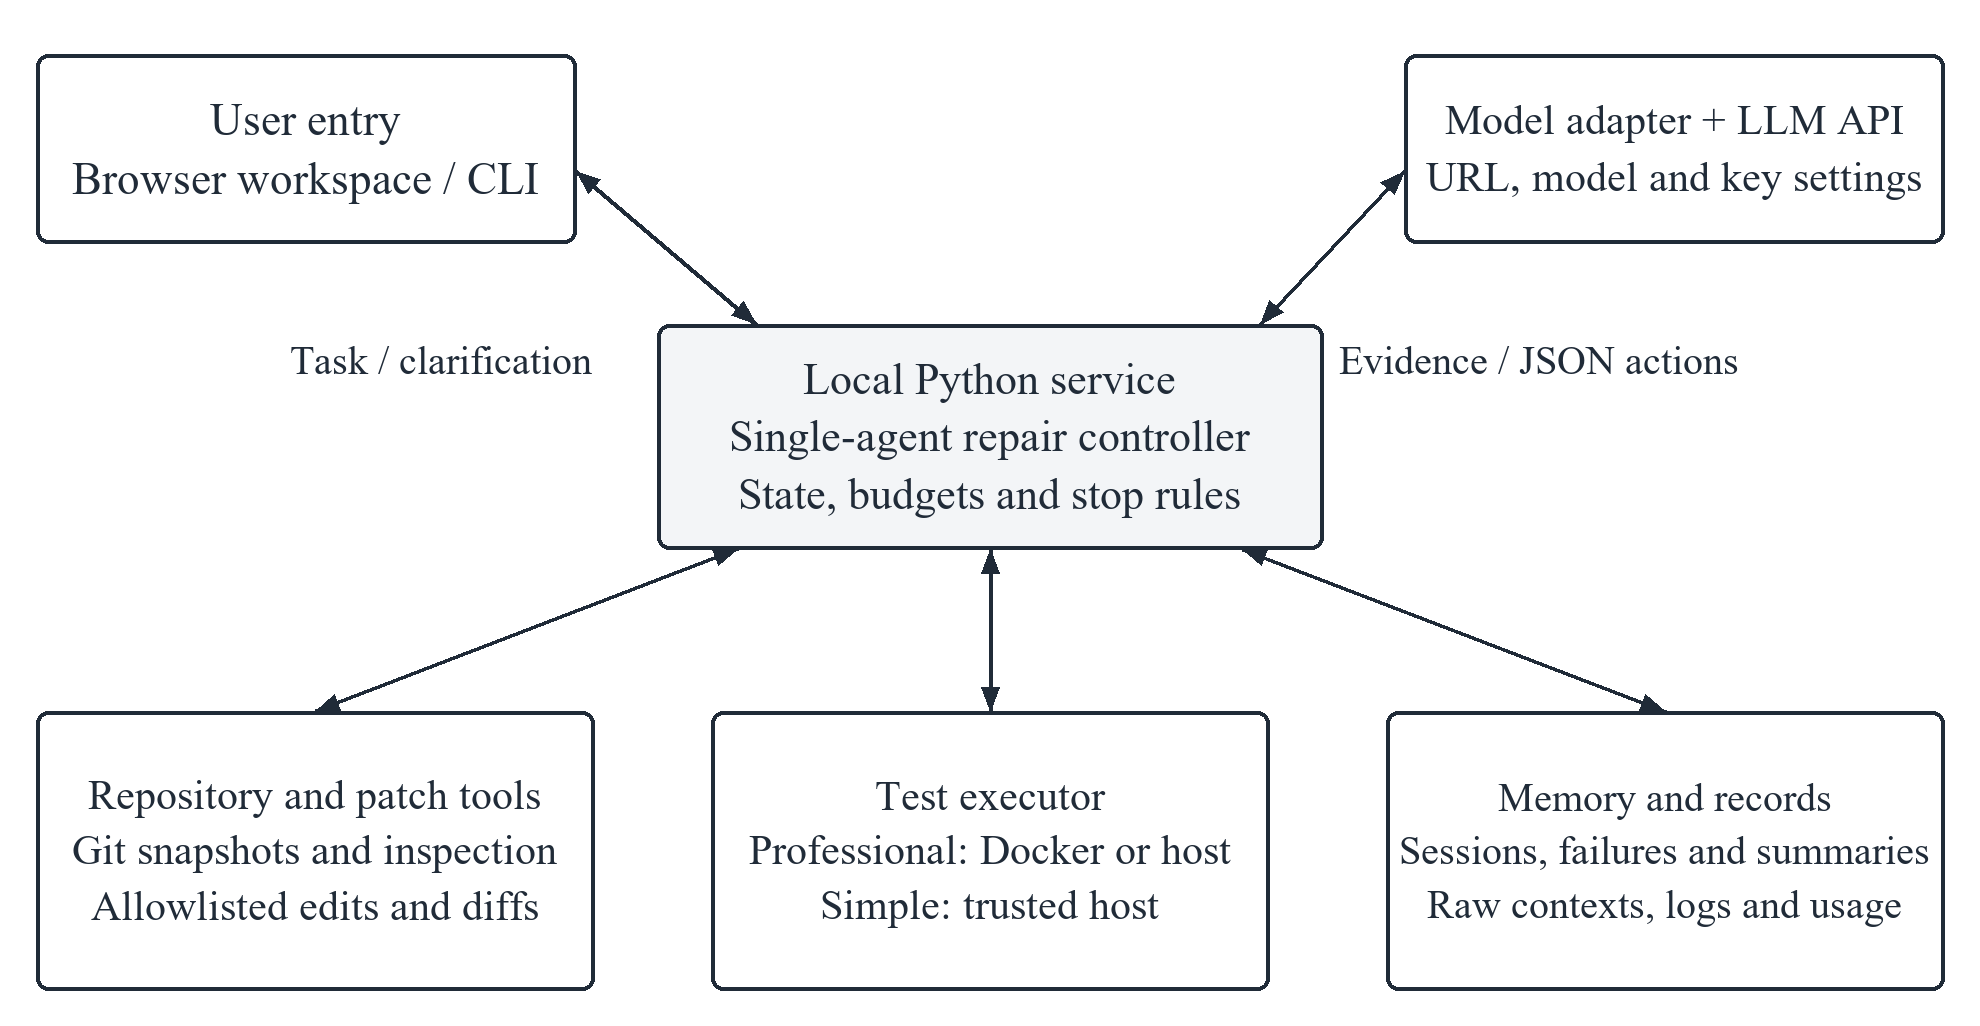 User entry
Browser workspace / CLI
Model adapter + LLM API
URL, model and key settings
Task / clarification
Evidence / JSON actions
Local Python service
Single-agent repair controller
State, budgets and stop rules
Repository and patch tools
Git snapshots and inspection
Allowlisted edits and diffs
Test executor
Professional: Docker or host
Simple: trusted host
Memory and records
Sessions, failures and summaries
Raw contexts, logs and usage